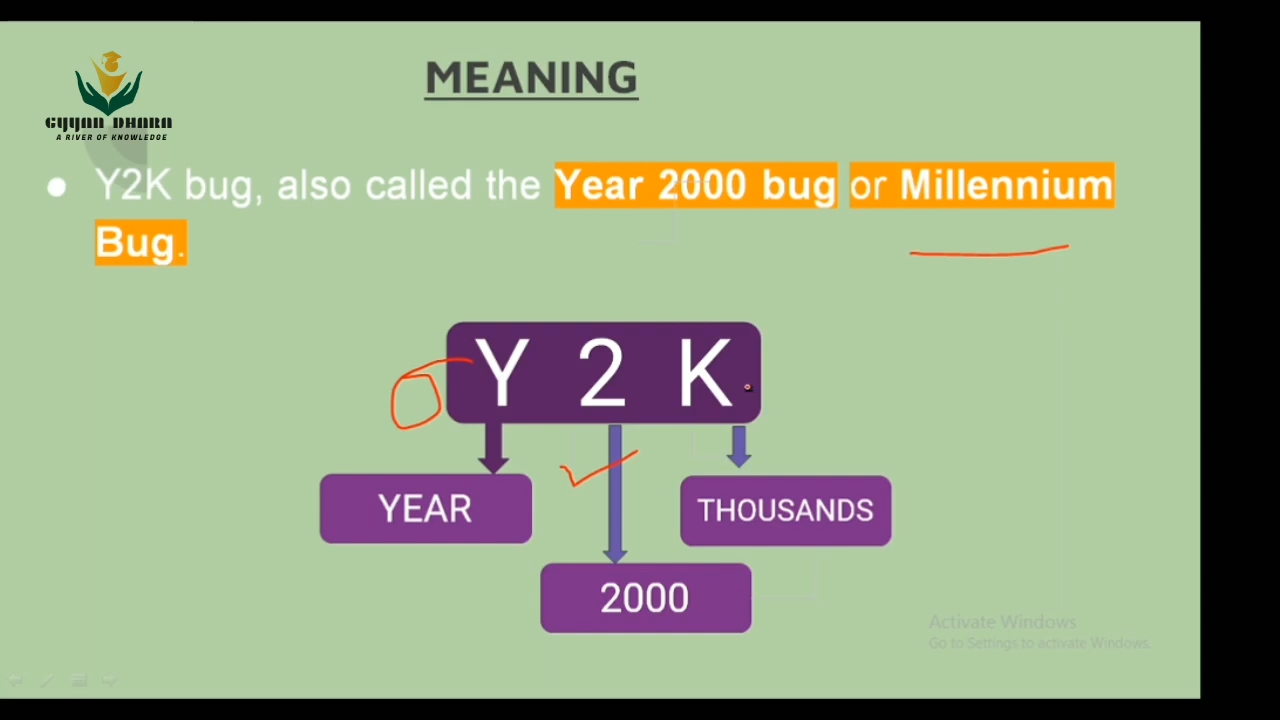 MEANING
GYYAN DHARA
A RIVER OF KNOWLEDGE
Y2K bug, also called the Year 2000 bug or Millennium
Bug.
Y 2 K
YEAR
THOUSANDS
2000
Activate Windows
Go to Settings to activate Windows.